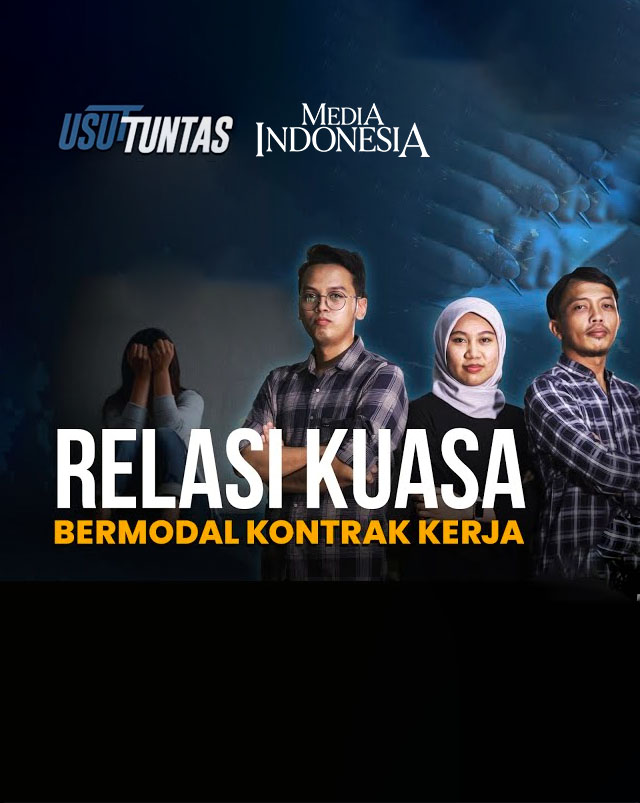 USUT TUNTAS
MEDIA
INDONESIA
RELASI KUASA
BERMODAL KONTRAK KERJA